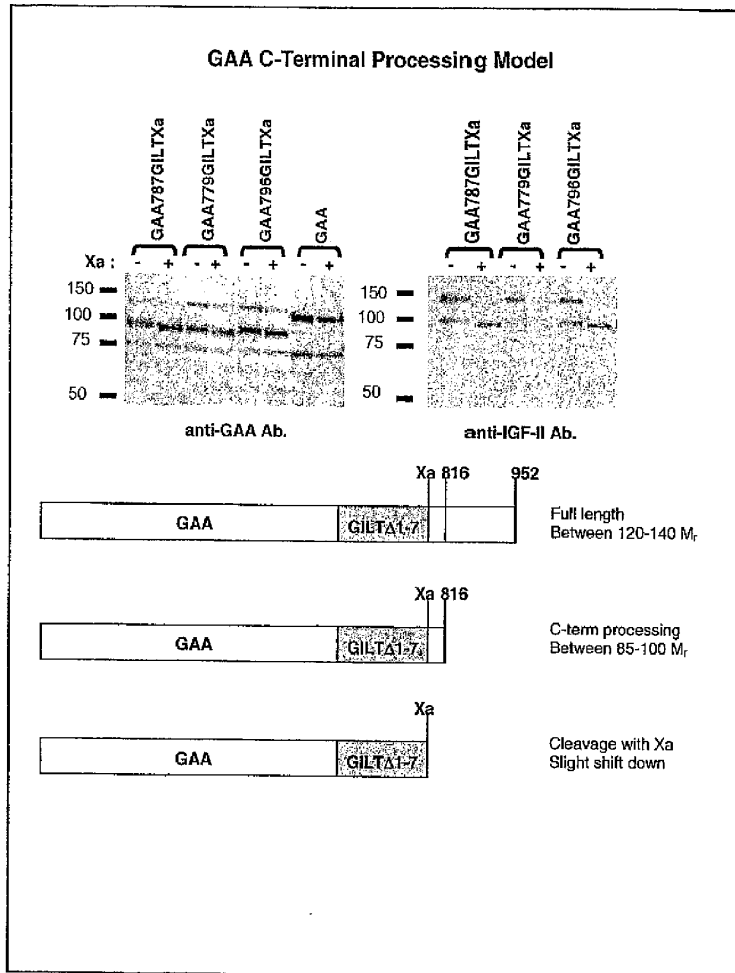 GAA C-Terminal Processing Model
GAA787GILTXa
GAA779GILTXa
GAA796GILTXa
GAA
GAA787GILTXa
GAA779GILTXa
GAA796GILTXa
Xa : - + - + - + - +
- + - + - +
150
100
75
50
150
100
75
50
anti-GAA Ab.
anti-IGF-II Ab.
Xa 816 952
GAA GILTΔ1-7
Full length
Between 120-140 Mr
Xa 816
GAA GILTΔ1-7
C-term processing
Between 85-100 Mr
Xa
GAA GILTΔ1-7
Cleavage with Xa
Slight shift down